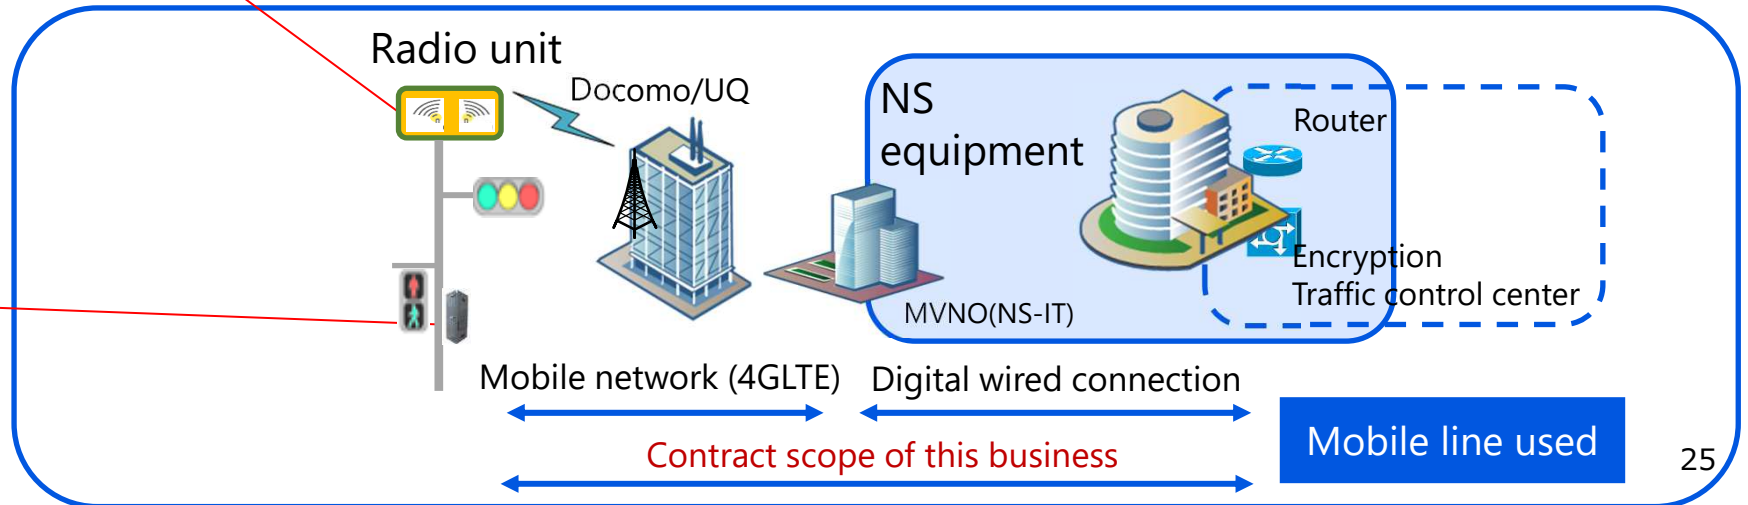 Radio unit
Docomo/UQ
NS
equipment
Router
Encryption
Traffic control center
MVNO(NS-IT)
Mobile network (4GLTE)
Digital wired connection
Contract scope of this business
Mobile line used
25